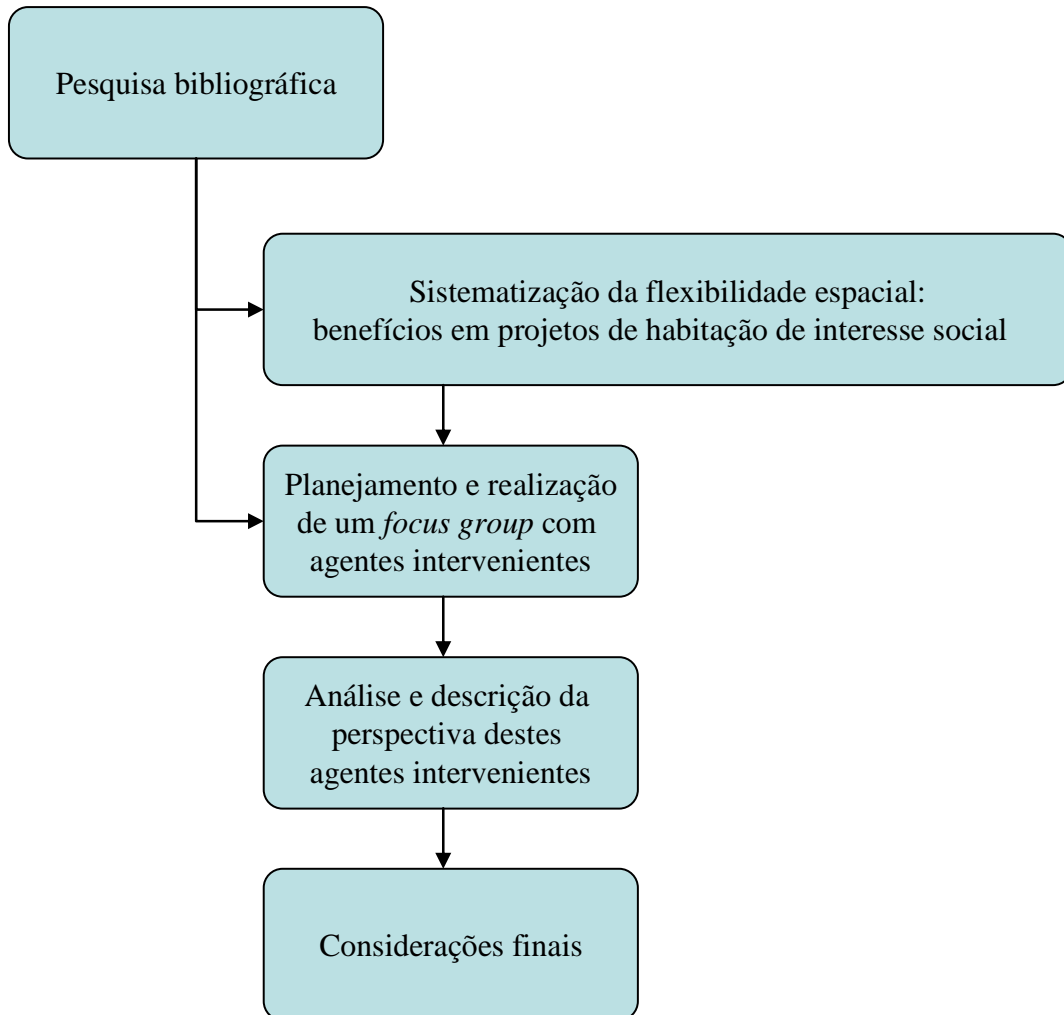 Pesquisa bibliográfica
Sistematização da flexibilidade espacial:
benefícios em projetos de habitação de interesse social
Planejamento e realização
de um focus group com
agentes intervenientes
Análise e descrição da
perspectiva destes
agentes intervenientes
Considerações finais